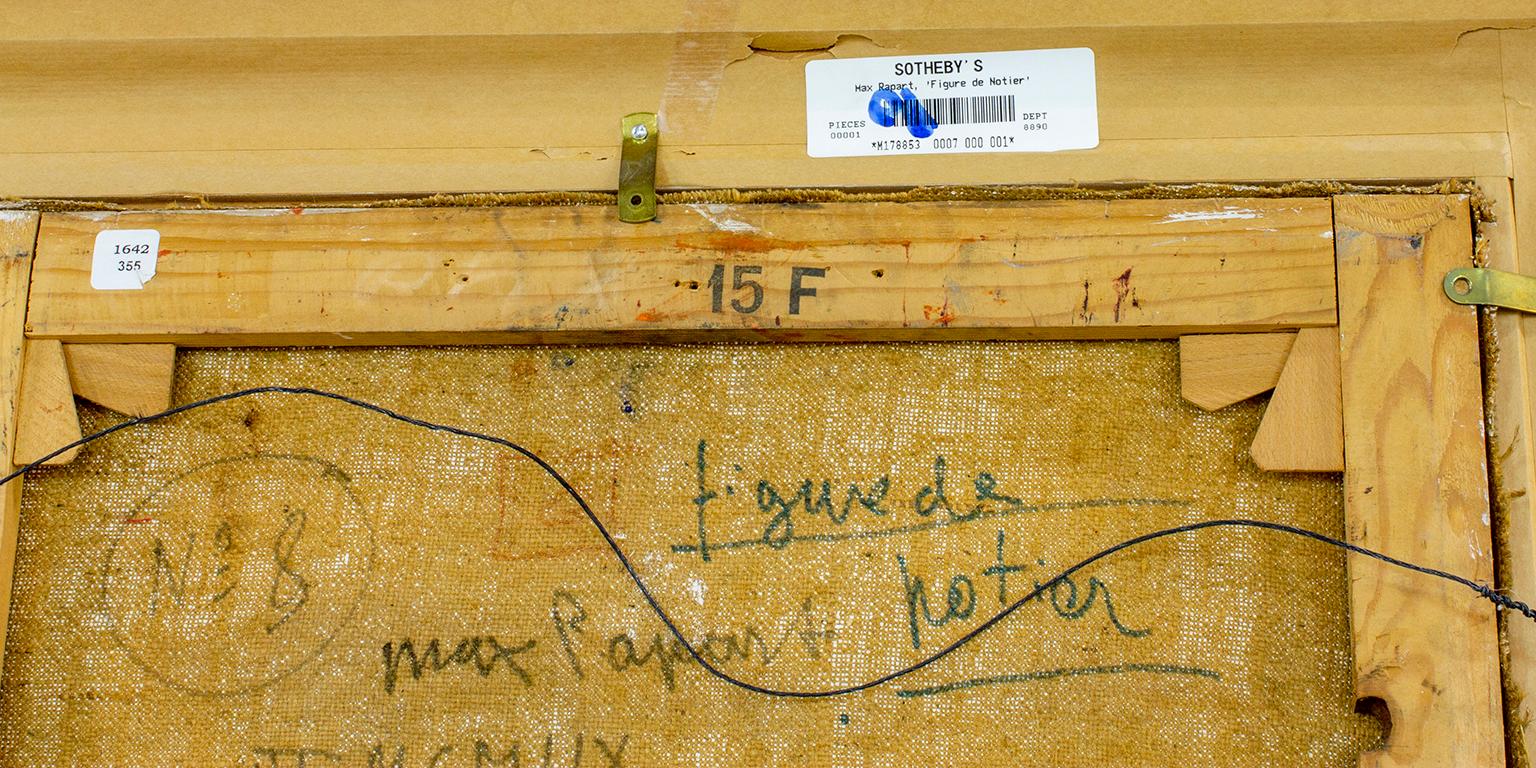 SOTHEBY'S
Max Rapart, 'Figure de Notier'
PIECES
00001
DEPT
8890
*M178853 0007 000 001*
1642
355
15 F
figure de
notier
Nº 8
max Papart